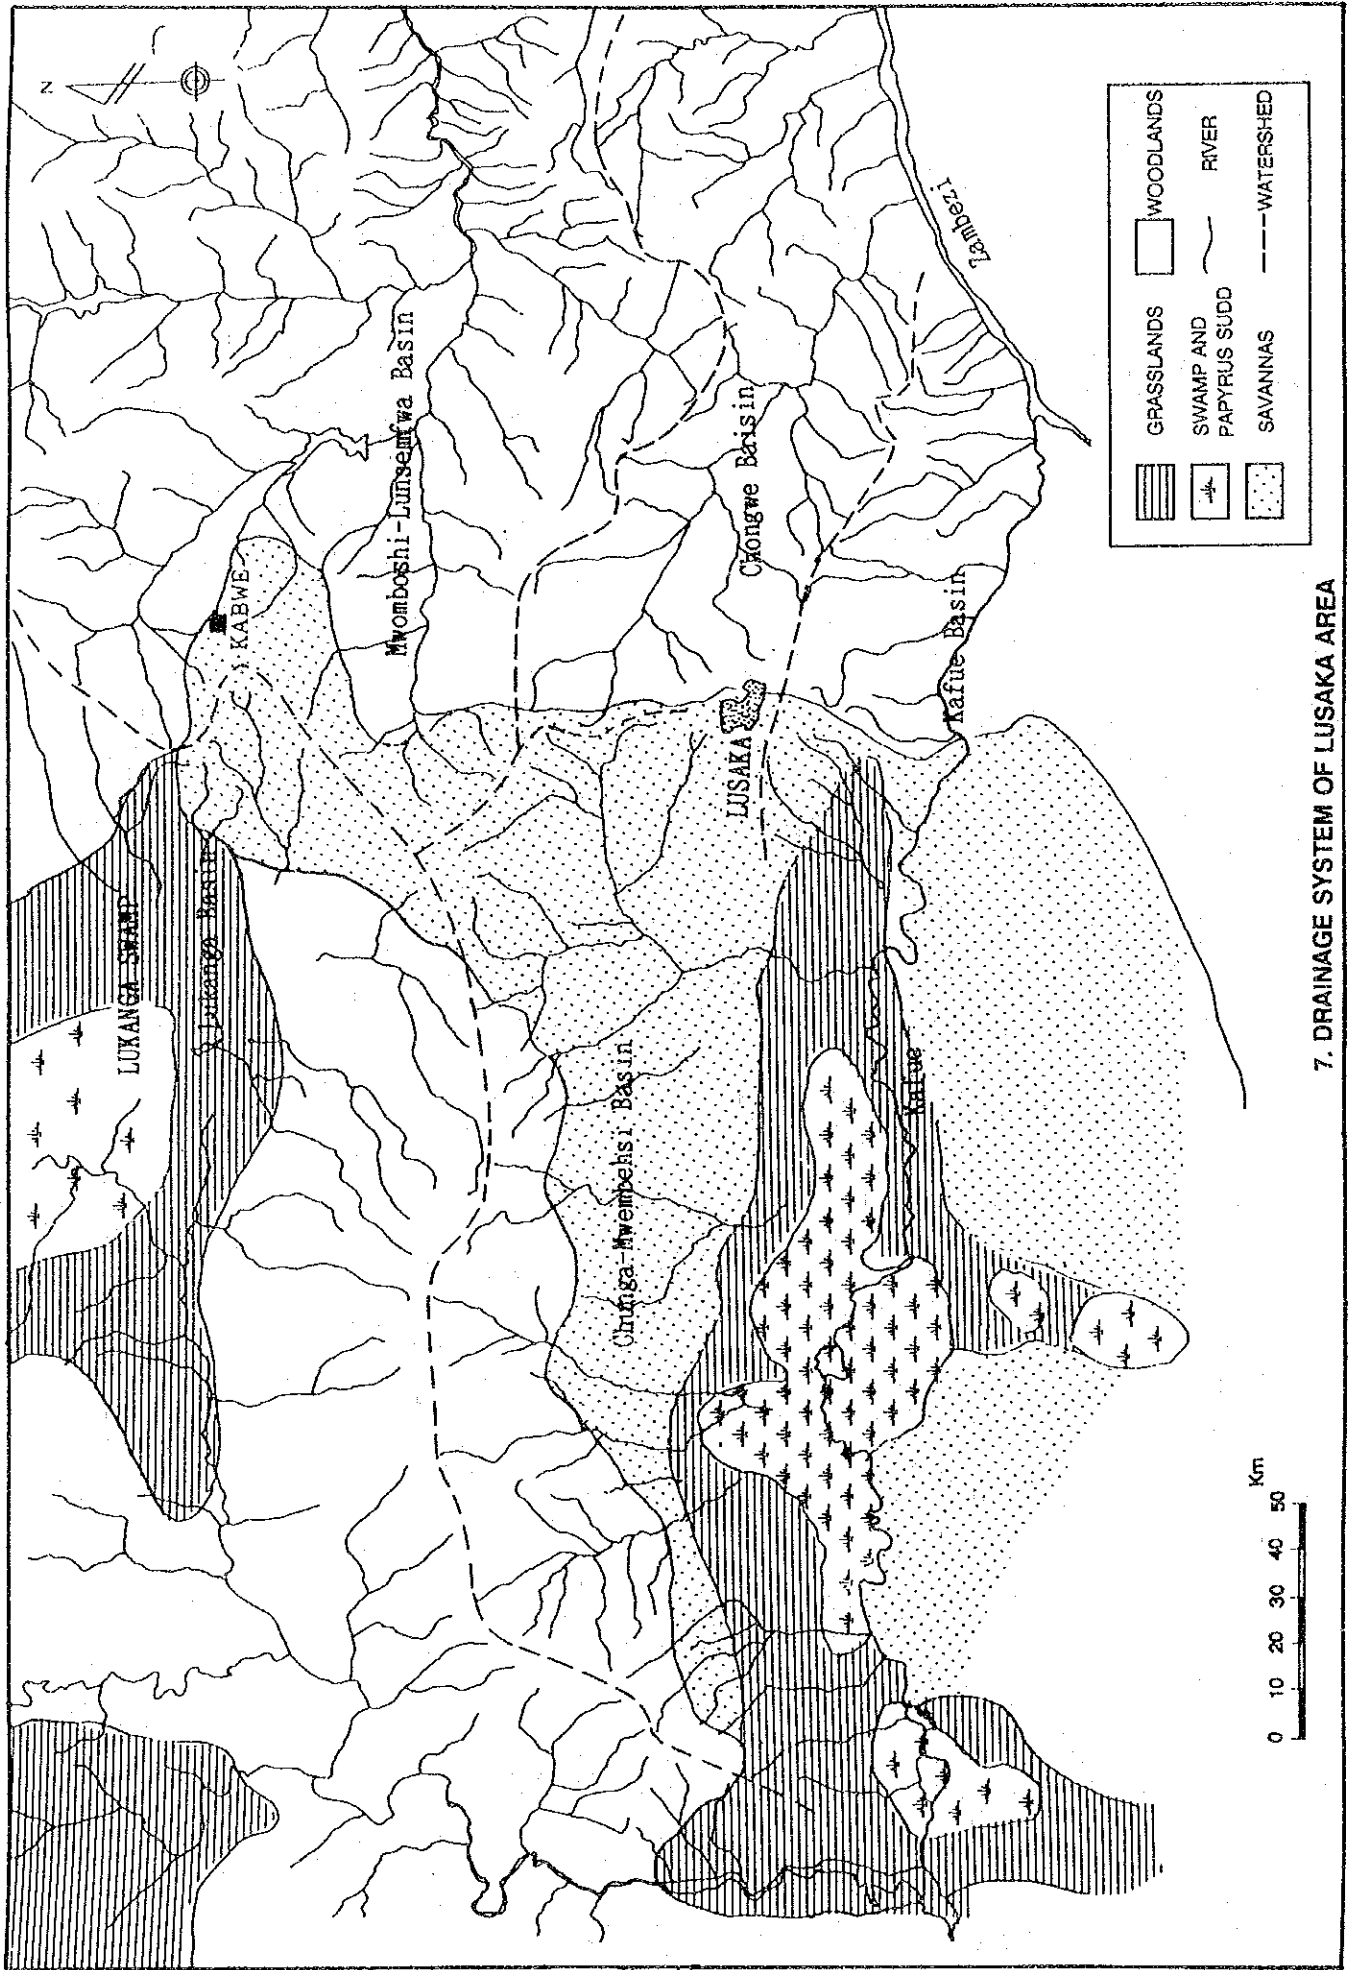 N
LUKANGA SWAMP
Lukanga Basin
KABWE
Mwomboshi-Lunsemfwa Basin
Chunga-Mwembehsi Basin
LUSAKA
Chongwe Baisin
Kafue
Kafue Basin
Zambezi
GRASSLANDS
WOODLANDS
SWAMP AND
PAPYRUS SUDD
RIVER
SAVANNAS
WATERSHED
0 10 20 30 40 50 Km
7. DRAINAGE SYSTEM OF LUSAKA AREA